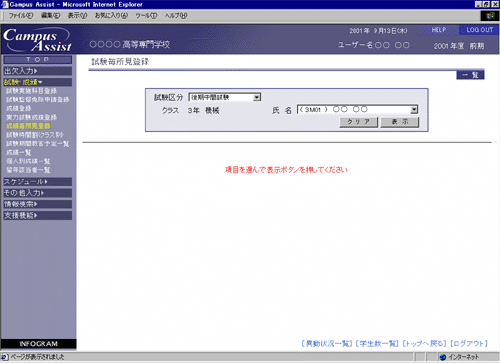 Campus Assist - Microsoft Internet Explorer
ファイル(F) 編集(E) 表示(V) お気に入り(A) ツール(T) ヘルプ(H)
Campus Assist
2001年 9月13日(木) HELP LOG OUT
○○○○高等専門学校 ユーザー名○○ ○○ 2001年度 前期
TOP
試験毎所見登録
出欠入力
一覧
試験・成績
試験実施科目登録
試験監督免除申請登録
成績登録
実力試験成績登録
成績毎所見登録
試験時間割(クラス別)
試験期間教官予定一覧
成績一覧
個人別成績一覧
留年該当者一覧
スケジュール
その他入力
情報検索
支援機能
試験区分 後期中間試験
クラス 3年 機械 氏 名 (3M01) ○○ ○○
クリア 表 示
項目を選んで表示ボタンを押してください
[異動状況一覧] [学生数一覧] [トップへ戻る] [ログアウト]
INFOGRAM
ページが表示されました インターネット